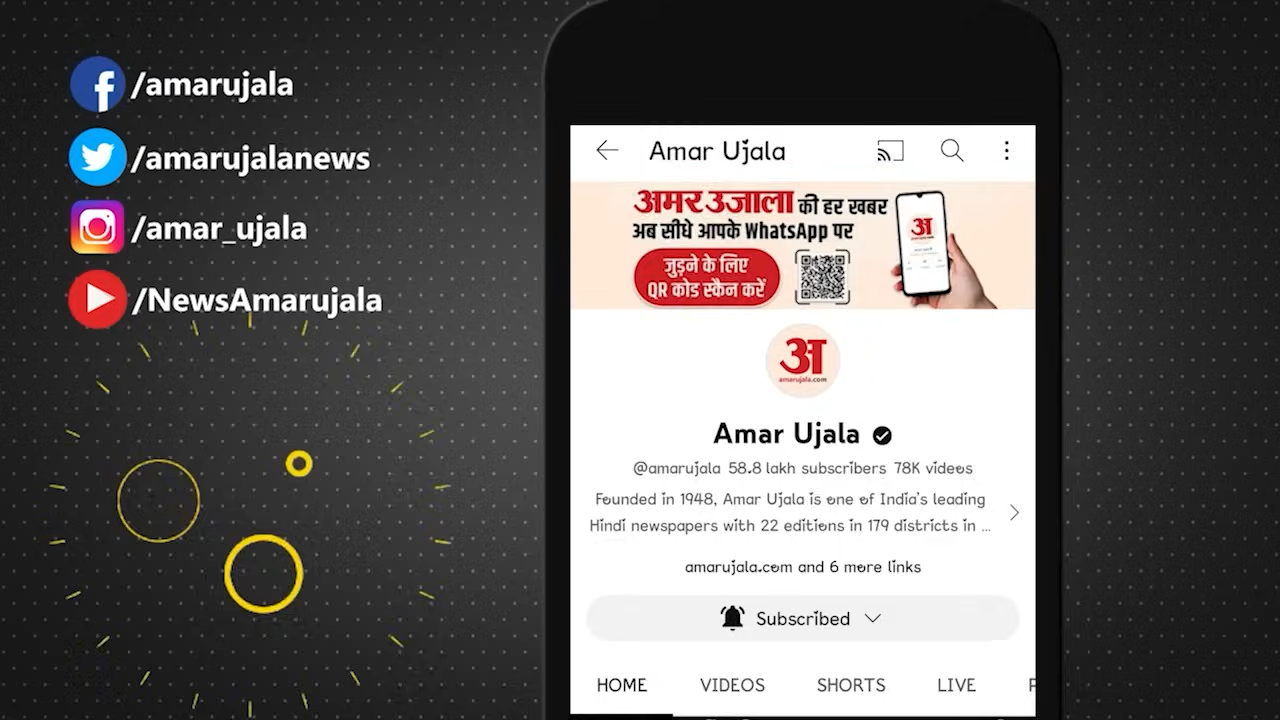 /amarujala
/amarujalanews
/amar_ujala
/NewsAmarujala
Amar Ujala
अमर उजाला की हर खबर
अब सीधे आपके WhatsApp पर
जुड़ने के लिए
QR कोड स्कैन करें
अ
अ
amarujala.com
Amar Ujala
@amarujala 58.8 lakh subscribers 78K videos
Founded in 1948, Amar Ujala is one of India's leading
Hindi newspapers with 22 editions in 179 districts in ...
amarujala.com and 6 more links
Subscribed
HOME VIDEOS SHORTS LIVE